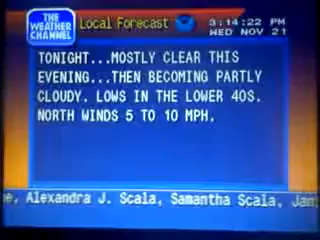 THE
WEATHER
CHANNEL
Local Forecast
3:14:22 PM
WED NOV 21
TONIGHT...MOSTLY CLEAR THIS
EVENING...THEN BECOMING PARTLY
CLOUDY. LOWS IN THE LOWER 40S.
NORTH WINDS 5 TO 10 MPH.
Alexandra J. Scala, Samantha Scala,